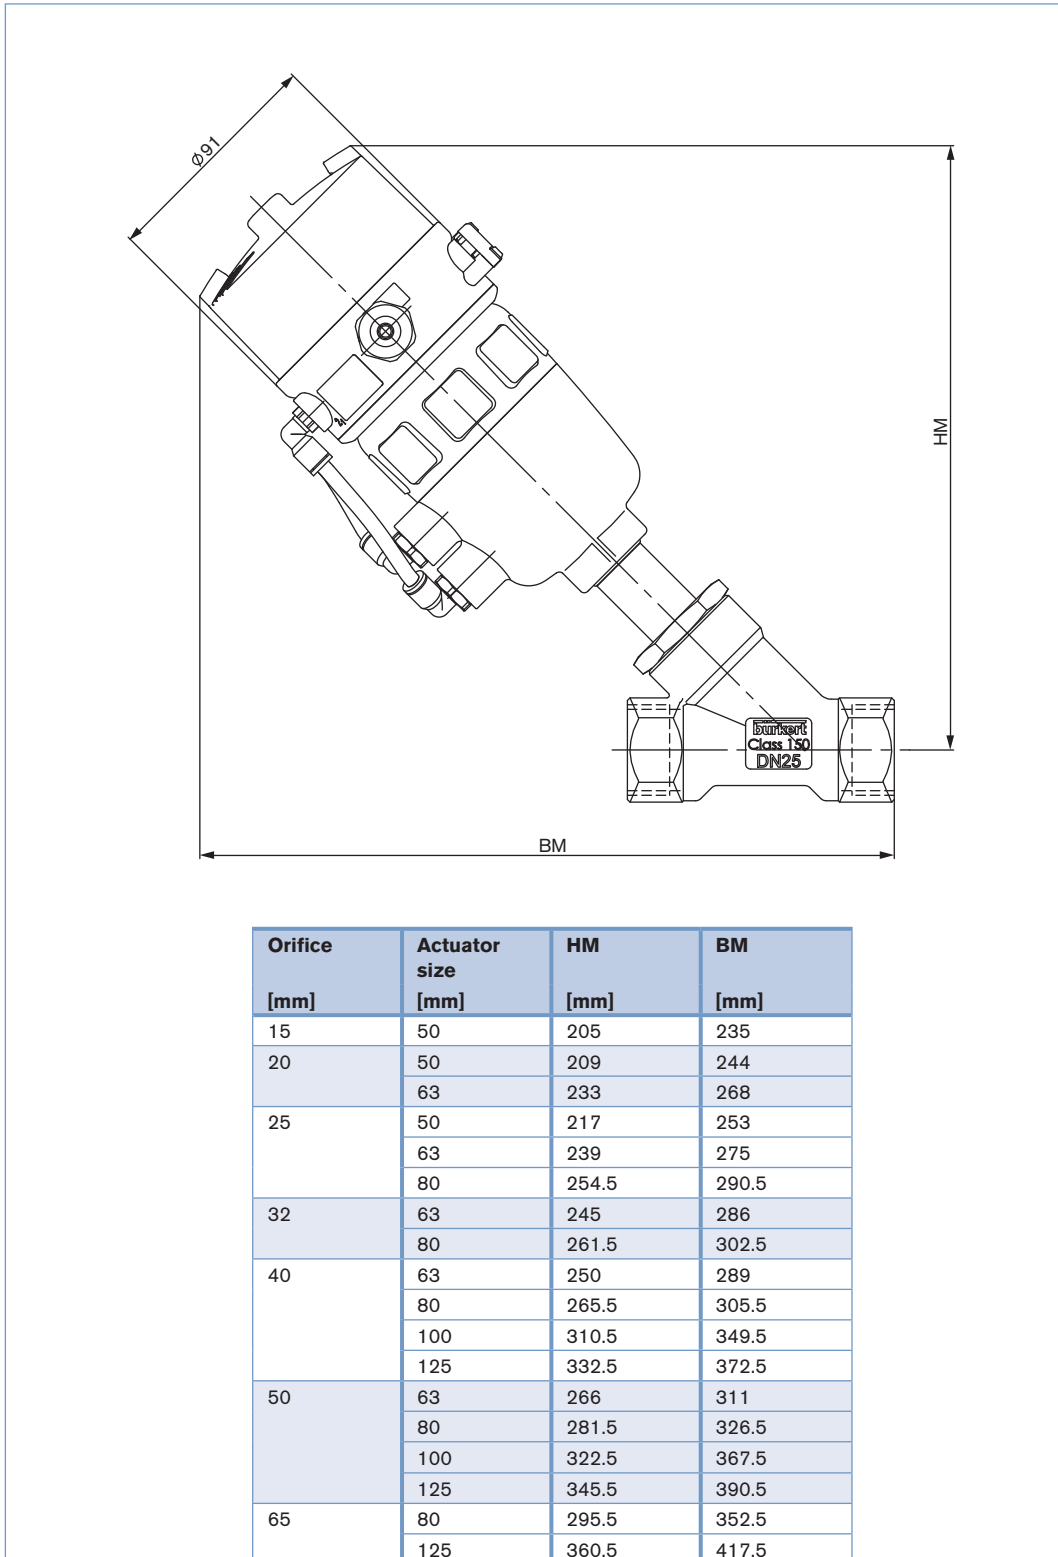 Ø91
HM
bürkert
Class 150
DN25
BM
Orifice Actuator size HM BM
[mm] [mm] [mm] [mm]
15 50 205 235
20 50 209 244
63 233 268
25 50 217 253
63 239 275
80 254.5 290.5
32 63 245 286
80 261.5 302.5
40 63 250 289
80 265.5 305.5
100 310.5 349.5
125 332.5 372.5
50 63 266 311
80 281.5 326.5
100 322.5 367.5
125 345.5 390.5
65 80 295.5 352.5
125 360.5 417.5